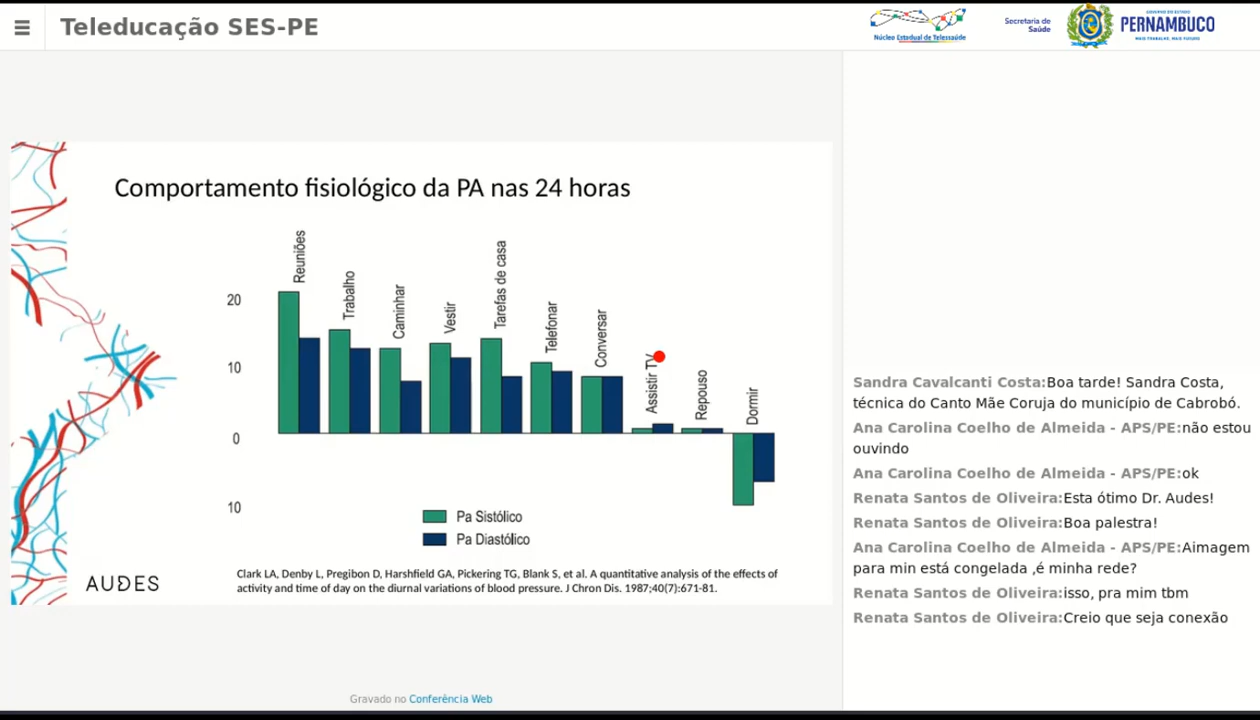 ☰ Teleducação SES-PE
Núcleo Estadual de Telessaúde
Secretaria de
Saúde
GOVERNO DO ESTADO
PERNAMBUCO
MAIS TRABALHO, MAIS FUTURO
Comportamento fisiológico da PA nas 24 horas
Reuniões
Trabalho
Caminhar
Vestir
Tarefas de casa
Telefonar
Conversar
Assistir TV
Repouso
Dormir
20
10
0
10
Pa Sistólico
Pa Diastólico
AUDES
Clark LA, Denby L, Pregibon D, Harshfield GA, Pickering TG, Blank S, et al. A quantitative analysis of the effects of
activity and time of day on the diurnal variations of blood pressure. J Chron Dis. 1987;40(7):671-81.
Gravado no Conferência Web
Sandra Cavalcanti Costa:Boa tarde! Sandra Costa,
técnica do Canto Mãe Coruja do município de Cabrobó.
Ana Carolina Coelho de Almeida - APS/PE:não estou
ouvindo
Ana Carolina Coelho de Almeida - APS/PE:ok
Renata Santos de Oliveira:Esta ótimo Dr. Audes!
Renata Santos de Oliveira:Boa palestra!
Ana Carolina Coelho de Almeida - APS/PE:Aimagem
para min está congelada ,é minha rede?
Renata Santos de Oliveira:isso, pra mim tbm
Renata Santos de Oliveira:Creio que seja conexão